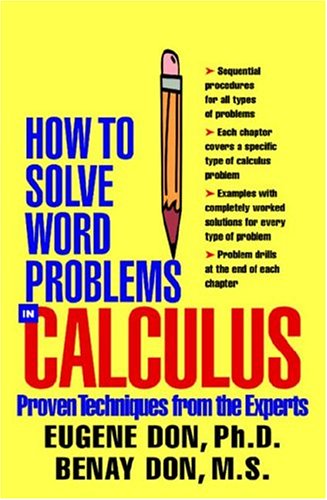 HOW TO
SOLVE
WORD
PROBLEMS
IN
CALCULUS
➤ Sequential
procedures
for all types
of problems
➤ Each chapter
covers a specific
type of calculus
problem
➤ Examples with
completely worked
solutions for every
type of problem
➤ Problem drills
at the end of each
chapter
Proven Techniques from the Experts
EUGENE DON, Ph.D.
BENAY DON, M.S.